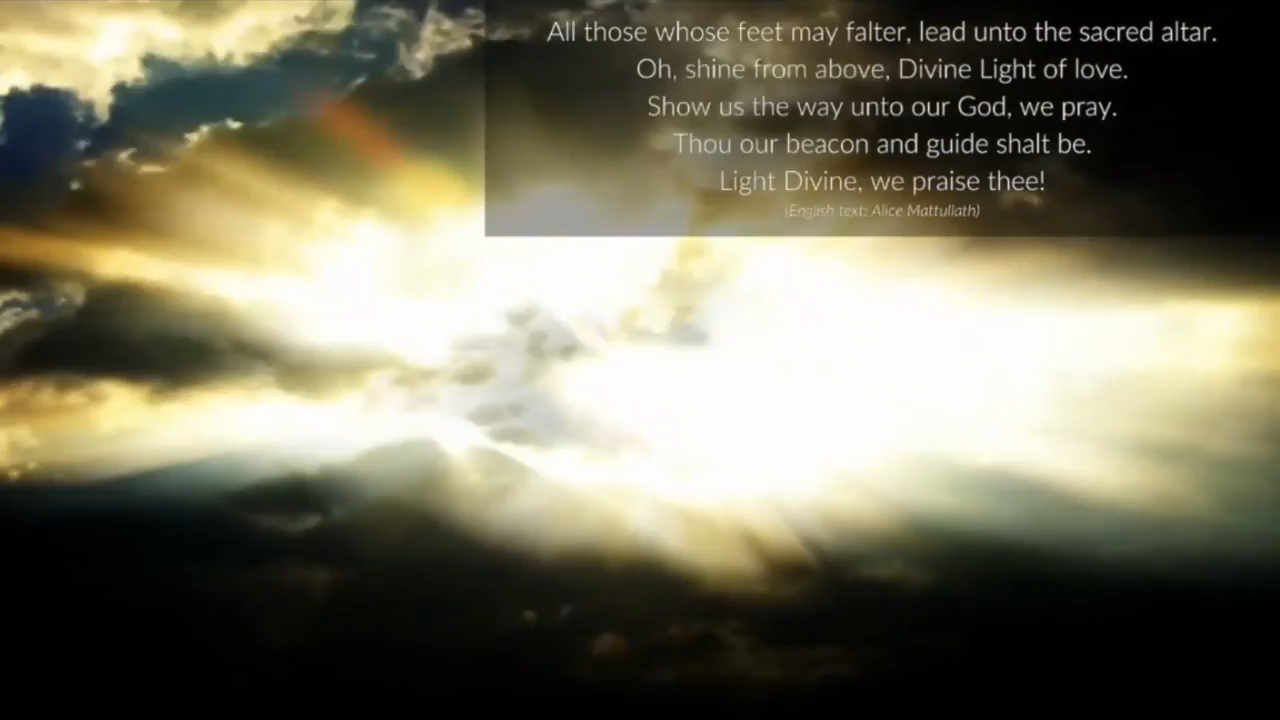 All those whose feet may falter, lead unto the sacred altar.
Oh, shine from above, Divine Light of love.
Show us the way unto our God, we pray.
Thou our beacon and guide shalt be.
Light Divine, we praise thee!
(English text: Alice Mattullath)